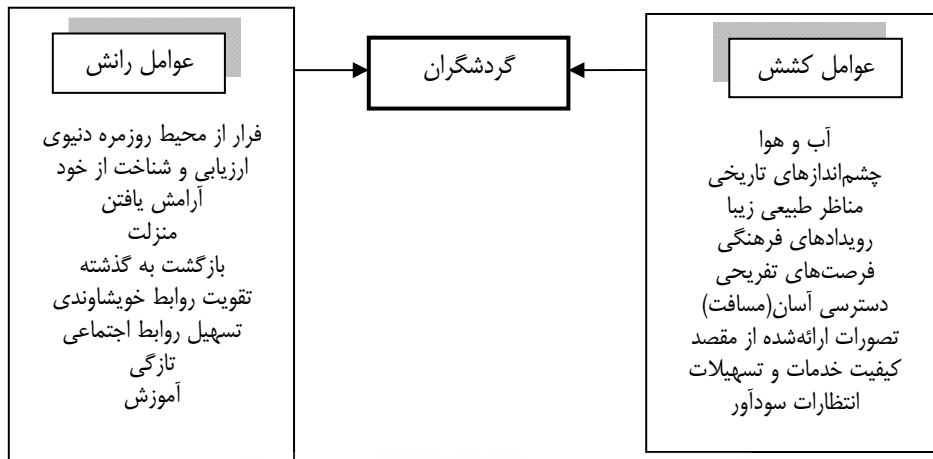 عوامل کشش
آب و هوا
چشم‌اندازهای تاریخی
مناظر طبیعی زیبا
رویدادهای فرهنگی
فرصت‌های تفریحی
دسترسی آسان(مسافت)
تصورات ارائه‌شده از مقصد
کیفیت خدمات و تسهیلات
انتظارات سودآور
گردشگران
عوامل رانش
فرار از محیط روزمره دنیوی
ارزیابی و شناخت از خود
آرامش یافتن
منزلت
بازگشت به گذشته
تقویت روابط خویشاوندی
تسهیل روابط اجتماعی
تازگی
آموزش